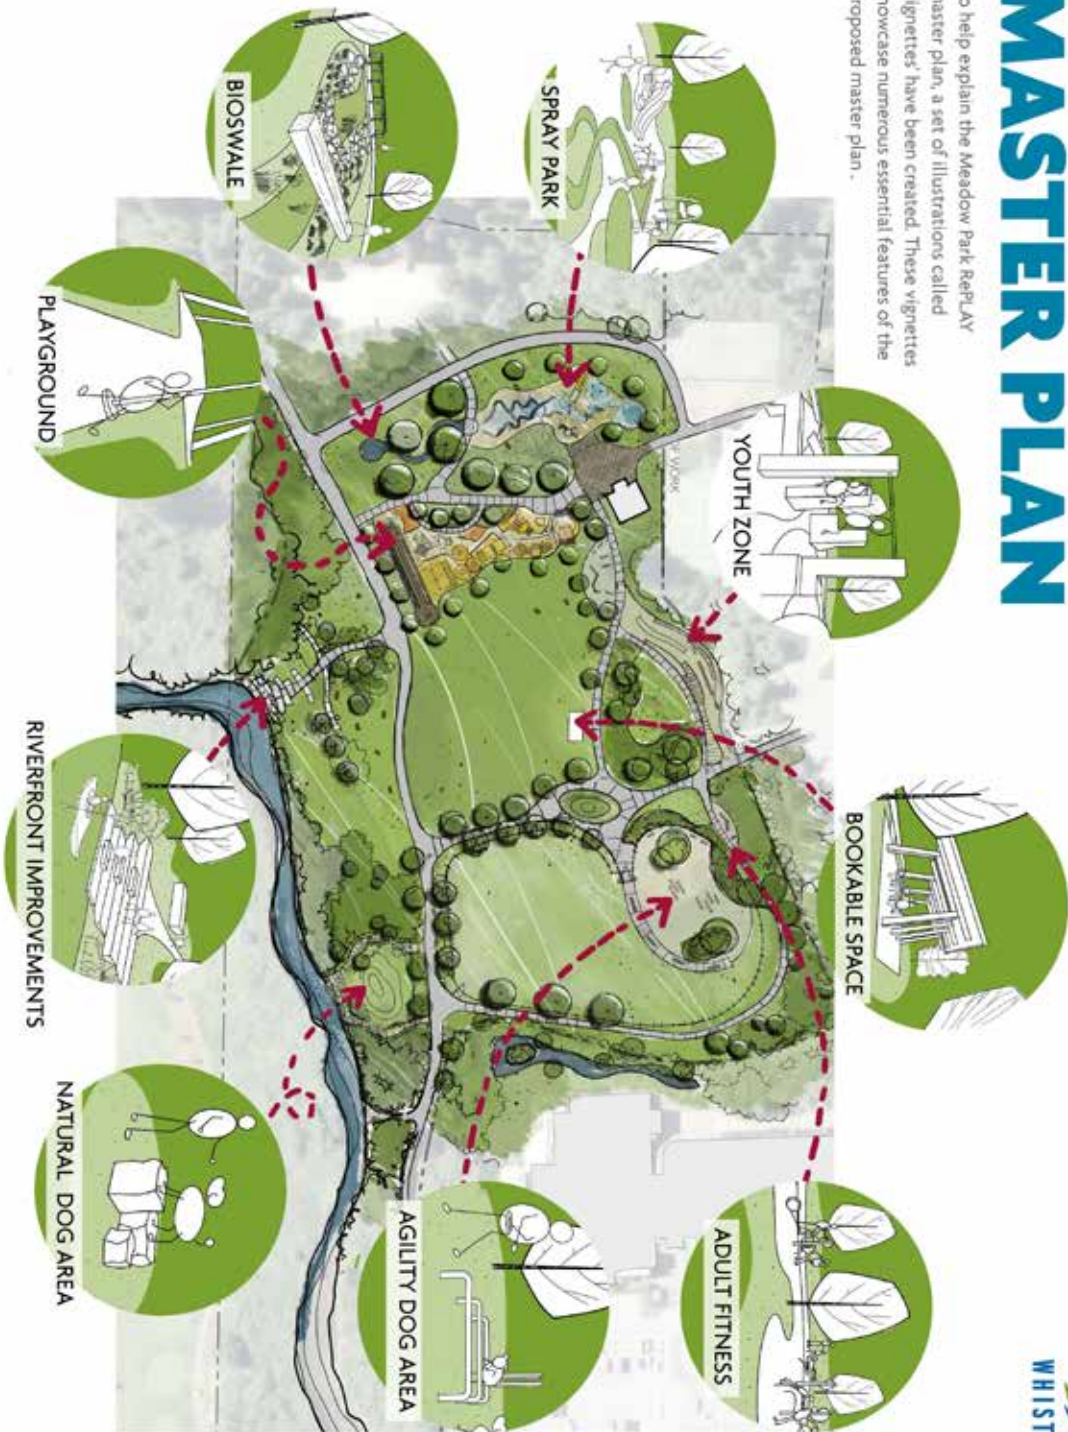 MASTER PLAN
o help explain the Meadow Park RePLAY
aster plan, a set of illustrations called
ignettes' have been created. These vignettes
howcase numerous essential features of the
roposed master plan.
WHIST
SPRAY PARK
BIOSWALE
PLAYGROUND
YOUTH ZONE
F WORK
BOOKABLE SPACE
ADULT FITNESS
AGILITY DOG AREA
RIVERFRONT IMPROVEMENTS
NATURAL DOG AREA